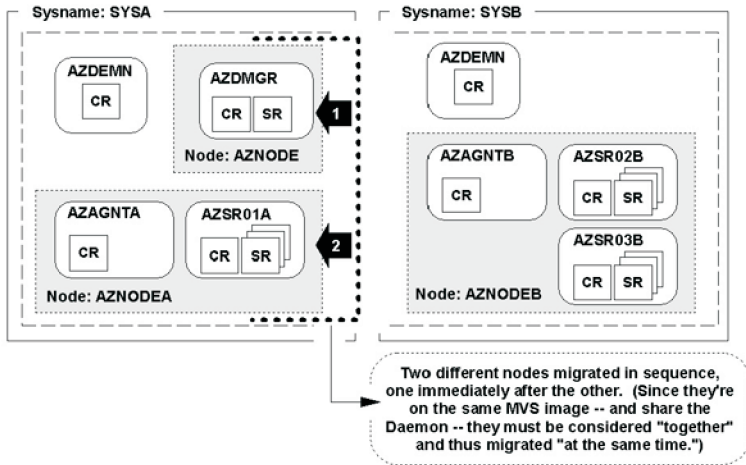 Sysname: SYSA
AZDEMN
CR
AZDMGR
CR SR
1
Node: AZNODE
AZAGNTA
CR
AZSR01A
CR SR
2
Node: AZNODEA
Sysname: SYSB
AZDEMN
CR
AZAGNTB
CR
AZSR02B
CR SR
AZSR03B
CR SR
Node: AZNODEB
Two different nodes migrated in sequence,
one immediately after the other. (Since they're
on the same MVS image -- and share the
Daemon -- they must be considered "together"
and thus migrated "at the same time.")